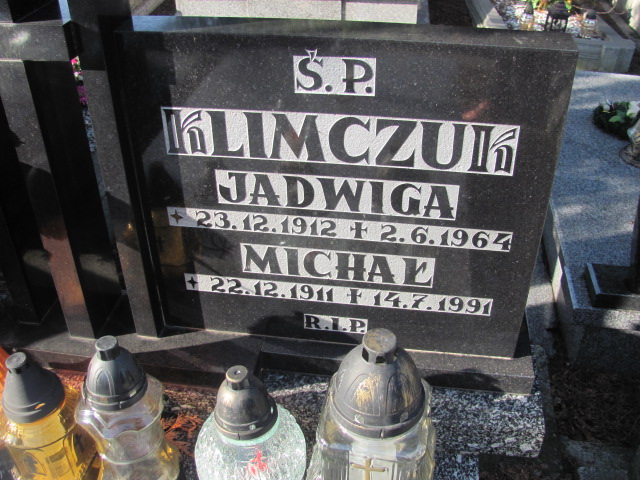 Ś. P.
KLIMCZUK
JADWIGA
✦ 23.12.1912 ✝ 2.6.1964
MICHAŁ
✦ 22.12.1911 ✝ 14.7.1991
R.I.P.